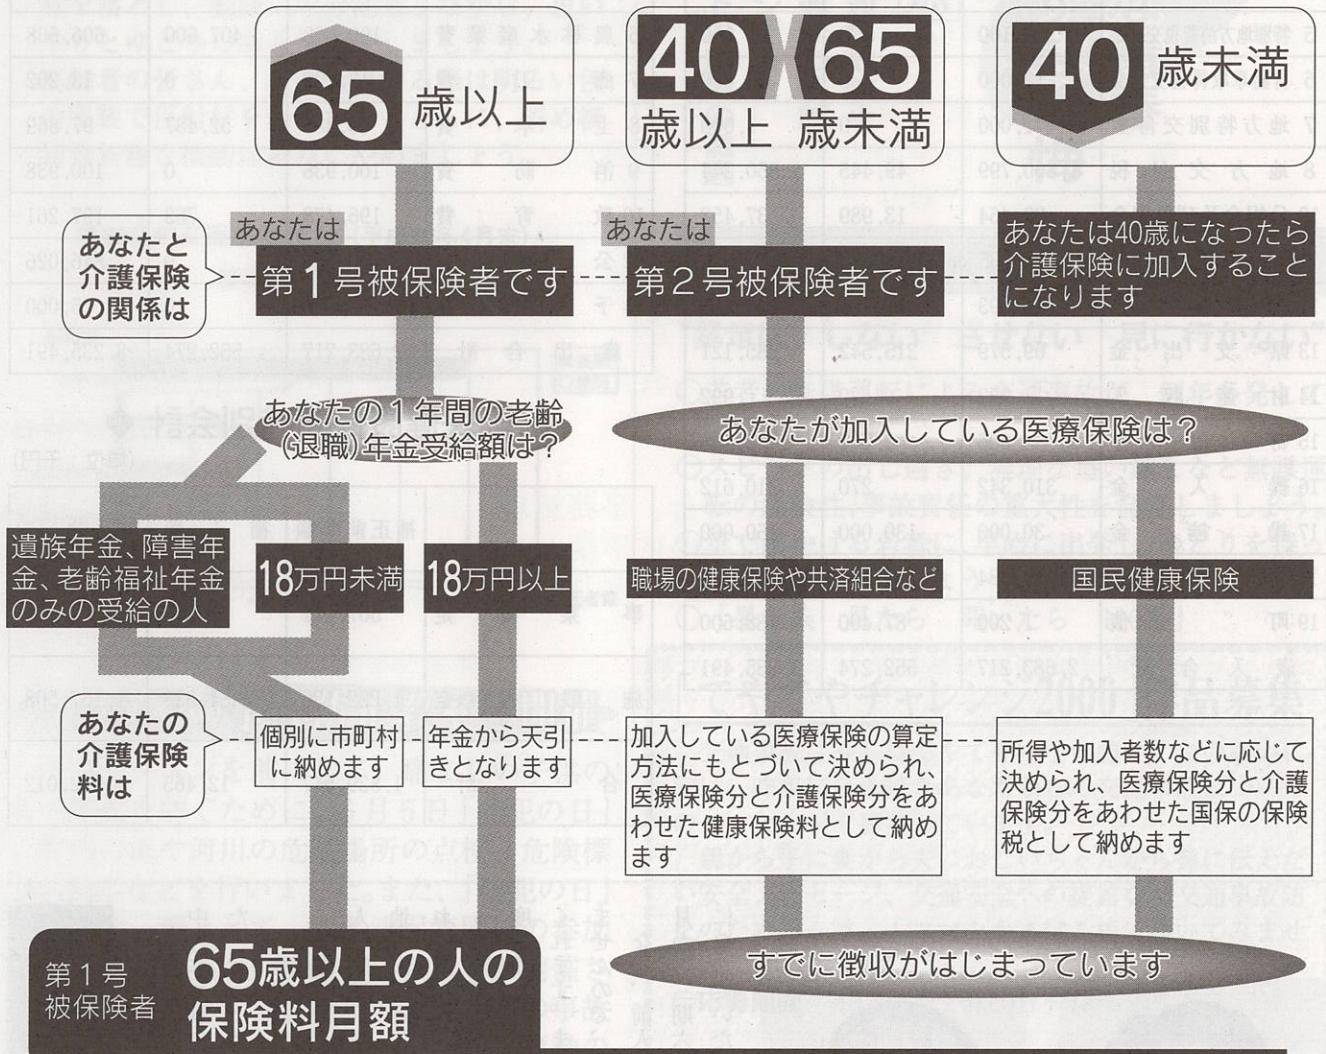 65歳以上
40歳以上 65歳未満
40歳未満
あなたと
介護保険
の関係は
あなたは
第1号被保険者です
あなたは
第2号被保険者です
あなたは40歳になったら
介護保険に加入すること
になります
あなたの1年間の老齢
(退職)年金受給額は?
あなたが加入している医療保険は?
遺族年金、障害年
金、老齢福祉年金
のみの受給の人
18万円未満
18万円以上
職場の健康保険や共済組合など
国民健康保険
あなたの
介護保険
料は
個別に市町村
に納めます
年金から天引
きとなります
加入している医療保険の算定
方法にもとづいて決められ、
医療保険分と介護保険分をあ
わせた健康保険料として納め
ます
所得や加入者数などに応じて
決められ、医療保険分と介護
保険分をあわせた国保の保険
税として納めます
第1号
被保険者
65歳以上の人の
保険料月額
すでに徴収がはじまっています